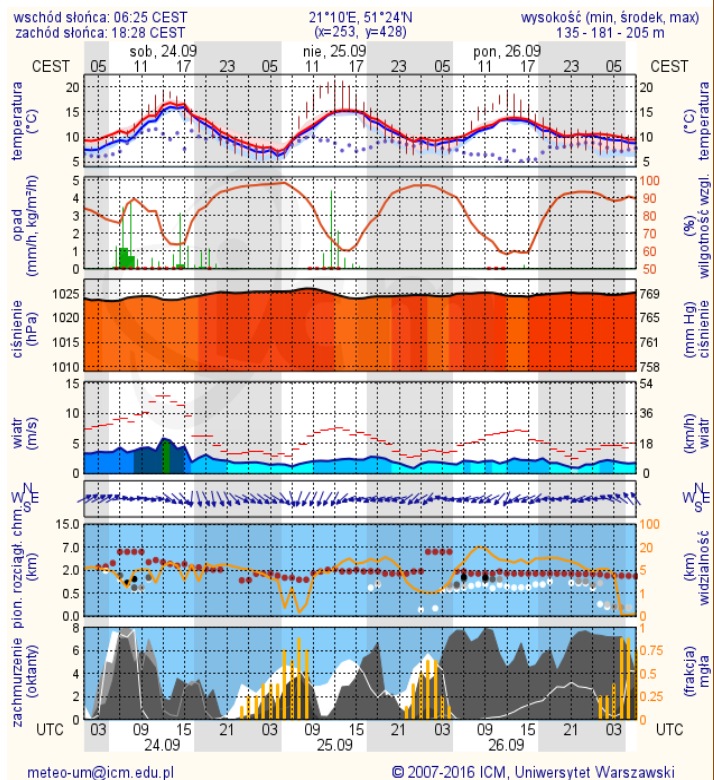 wschód słońca: 06:25 CEST 21°10'E, 51°24'N wysokość (min, środek, max)
zachód słońca: 18:28 CEST (x=253, y=428) 135 - 181 - 205 m
sob, 24.09 nie, 25.09 pon, 26.09
CEST 05 11 17 23 05 11 17 23 05 11 17 23 05 CEST
temperatura (°C) 20 15 10 5 20 15 10 5 (°C) temperatura
opad (mm/h, kg/m²/h) 5 4 3 2 1 0 100 90 80 70 60 50 (%) wilgotność wzgl.
ciśnienie (hPa) 1025 1020 1015 1010 769 765 761 758 (mm Hg) ciśnienie
wiatr (m/s) 15 10 5 0 54 36 18 0 (km/h) wiatr
N W E S N W E S
pion. rozciągł. chm. (km) 15.0 7.0 2.0 0.5 0.0 100 20 5 1 0 (km) widzialność
zachmurzenie (oktanty) 8 6 4 2 0 1 0.75 0.5 0.25 0 (frakcja) mgła
UTC 03 09 15 21 03 09 15 21 03 09 15 21 03 UTC
24.09 25.09 26.09
meteo-um@icm.edu.pl © 2007-2016 ICM, Uniwersytet Warszawski